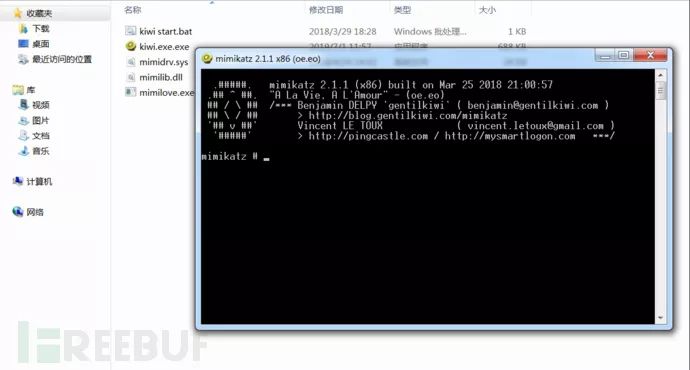 收藏夹
下载
桌面
最近访问的位置
库
视频
图片
文档
音乐
计算机
网络
名称 修改日期 类型 大小
kiwi start.bat 2018/3/29 18:28 Windows 批处理... 1 KB
kiwi.exe.exe 2019/7/1 11:57 应用程序 688 KB
mimidrv.sys
mimilib.dll
mimilove.exe
mimikatz 2.1.1 x86 (oe.eo)
.#####. mimikatz 2.1.1 (x86) built on Mar 25 2018 21:00:57
.## ^ ##. "A La Vie, A L'Amour" - (oe.eo)
## / \ ## /*** Benjamin DELPY `gentilkiwi` ( benjamin@gentilkiwi.com )
## \ / ## > http://blog.gentilkiwi.com/mimikatz
'## v ##' Vincent LE TOUX ( vincent.letoux@gmail.com )
'#####' > http://pingcastle.com / http://mysmartlogon.com ***/
mimikatz # _
FREEBUF